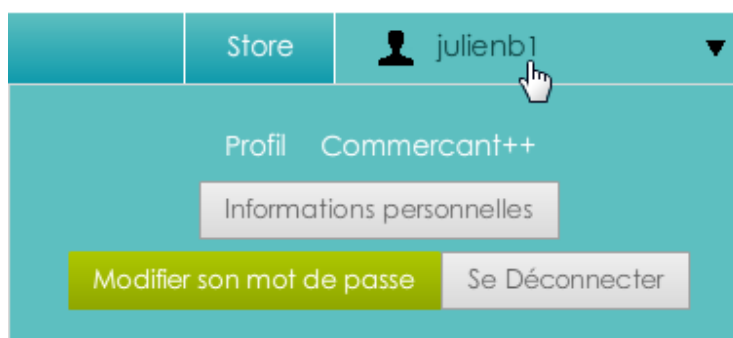 Store julienb1
Profil Commercant++
Informations personnelles
Modifier son mot de passe Se Déconnecter